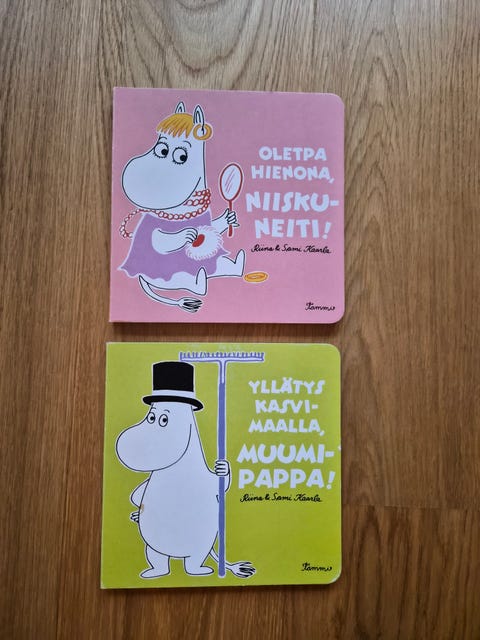 OLETPA
HIENONA,
NIISKU-
NEITI!
Riina & Sami Kaarla
Tammi
YLLÄTYS
KASVI-
MAALLA,
MUUMI-
PAPPA!
Riina & Sami Kaarla
Tammi